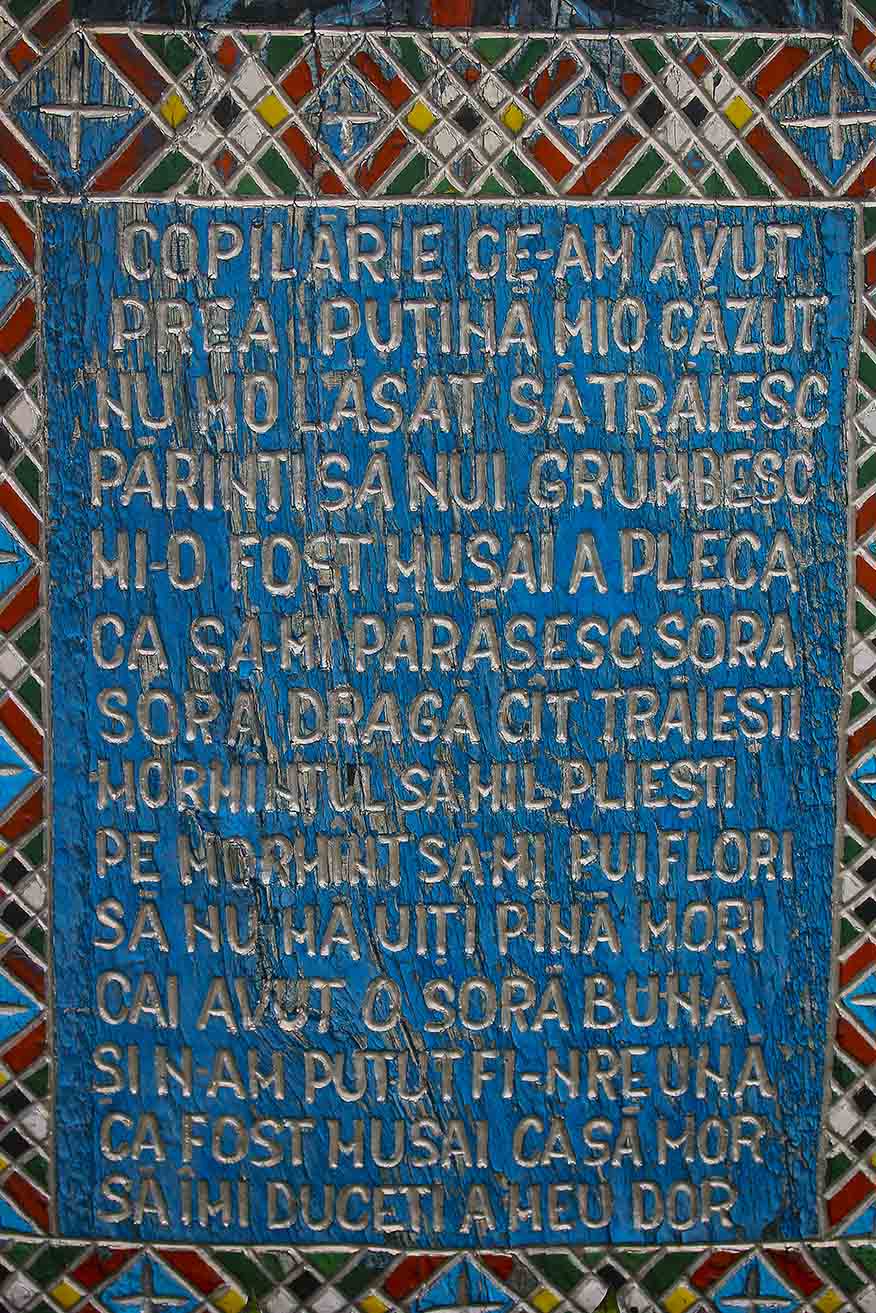 COPILĂRIE CE-AM AVUT
PREA PUȚINĂ MIO CĂZUT
NU MO LĂSAT SĂ TRĂIESC
PĂRINȚI SĂ NUI GRUMBESC
MI-O FOST MUSAI A PLECA
CA SĂ-MI PĂRĂSESC SORA
SORĂ DRAGĂ CÎT TRĂIEȘTI
MORMÎNTUL SĂ MIL PLIEȘTI
PE MORMÎNT SĂ-MI PUI FLORI
SĂ NU MĂ UIȚI PÎNĂ MORI
CAI AVUT O SORĂ BUNĂ
ȘI N-AM PUTUT FI-NREUNĂ
CA FOST MUSAI CA SĂ MOR
SĂ ÎMI DUCEȚI A MEU DOR